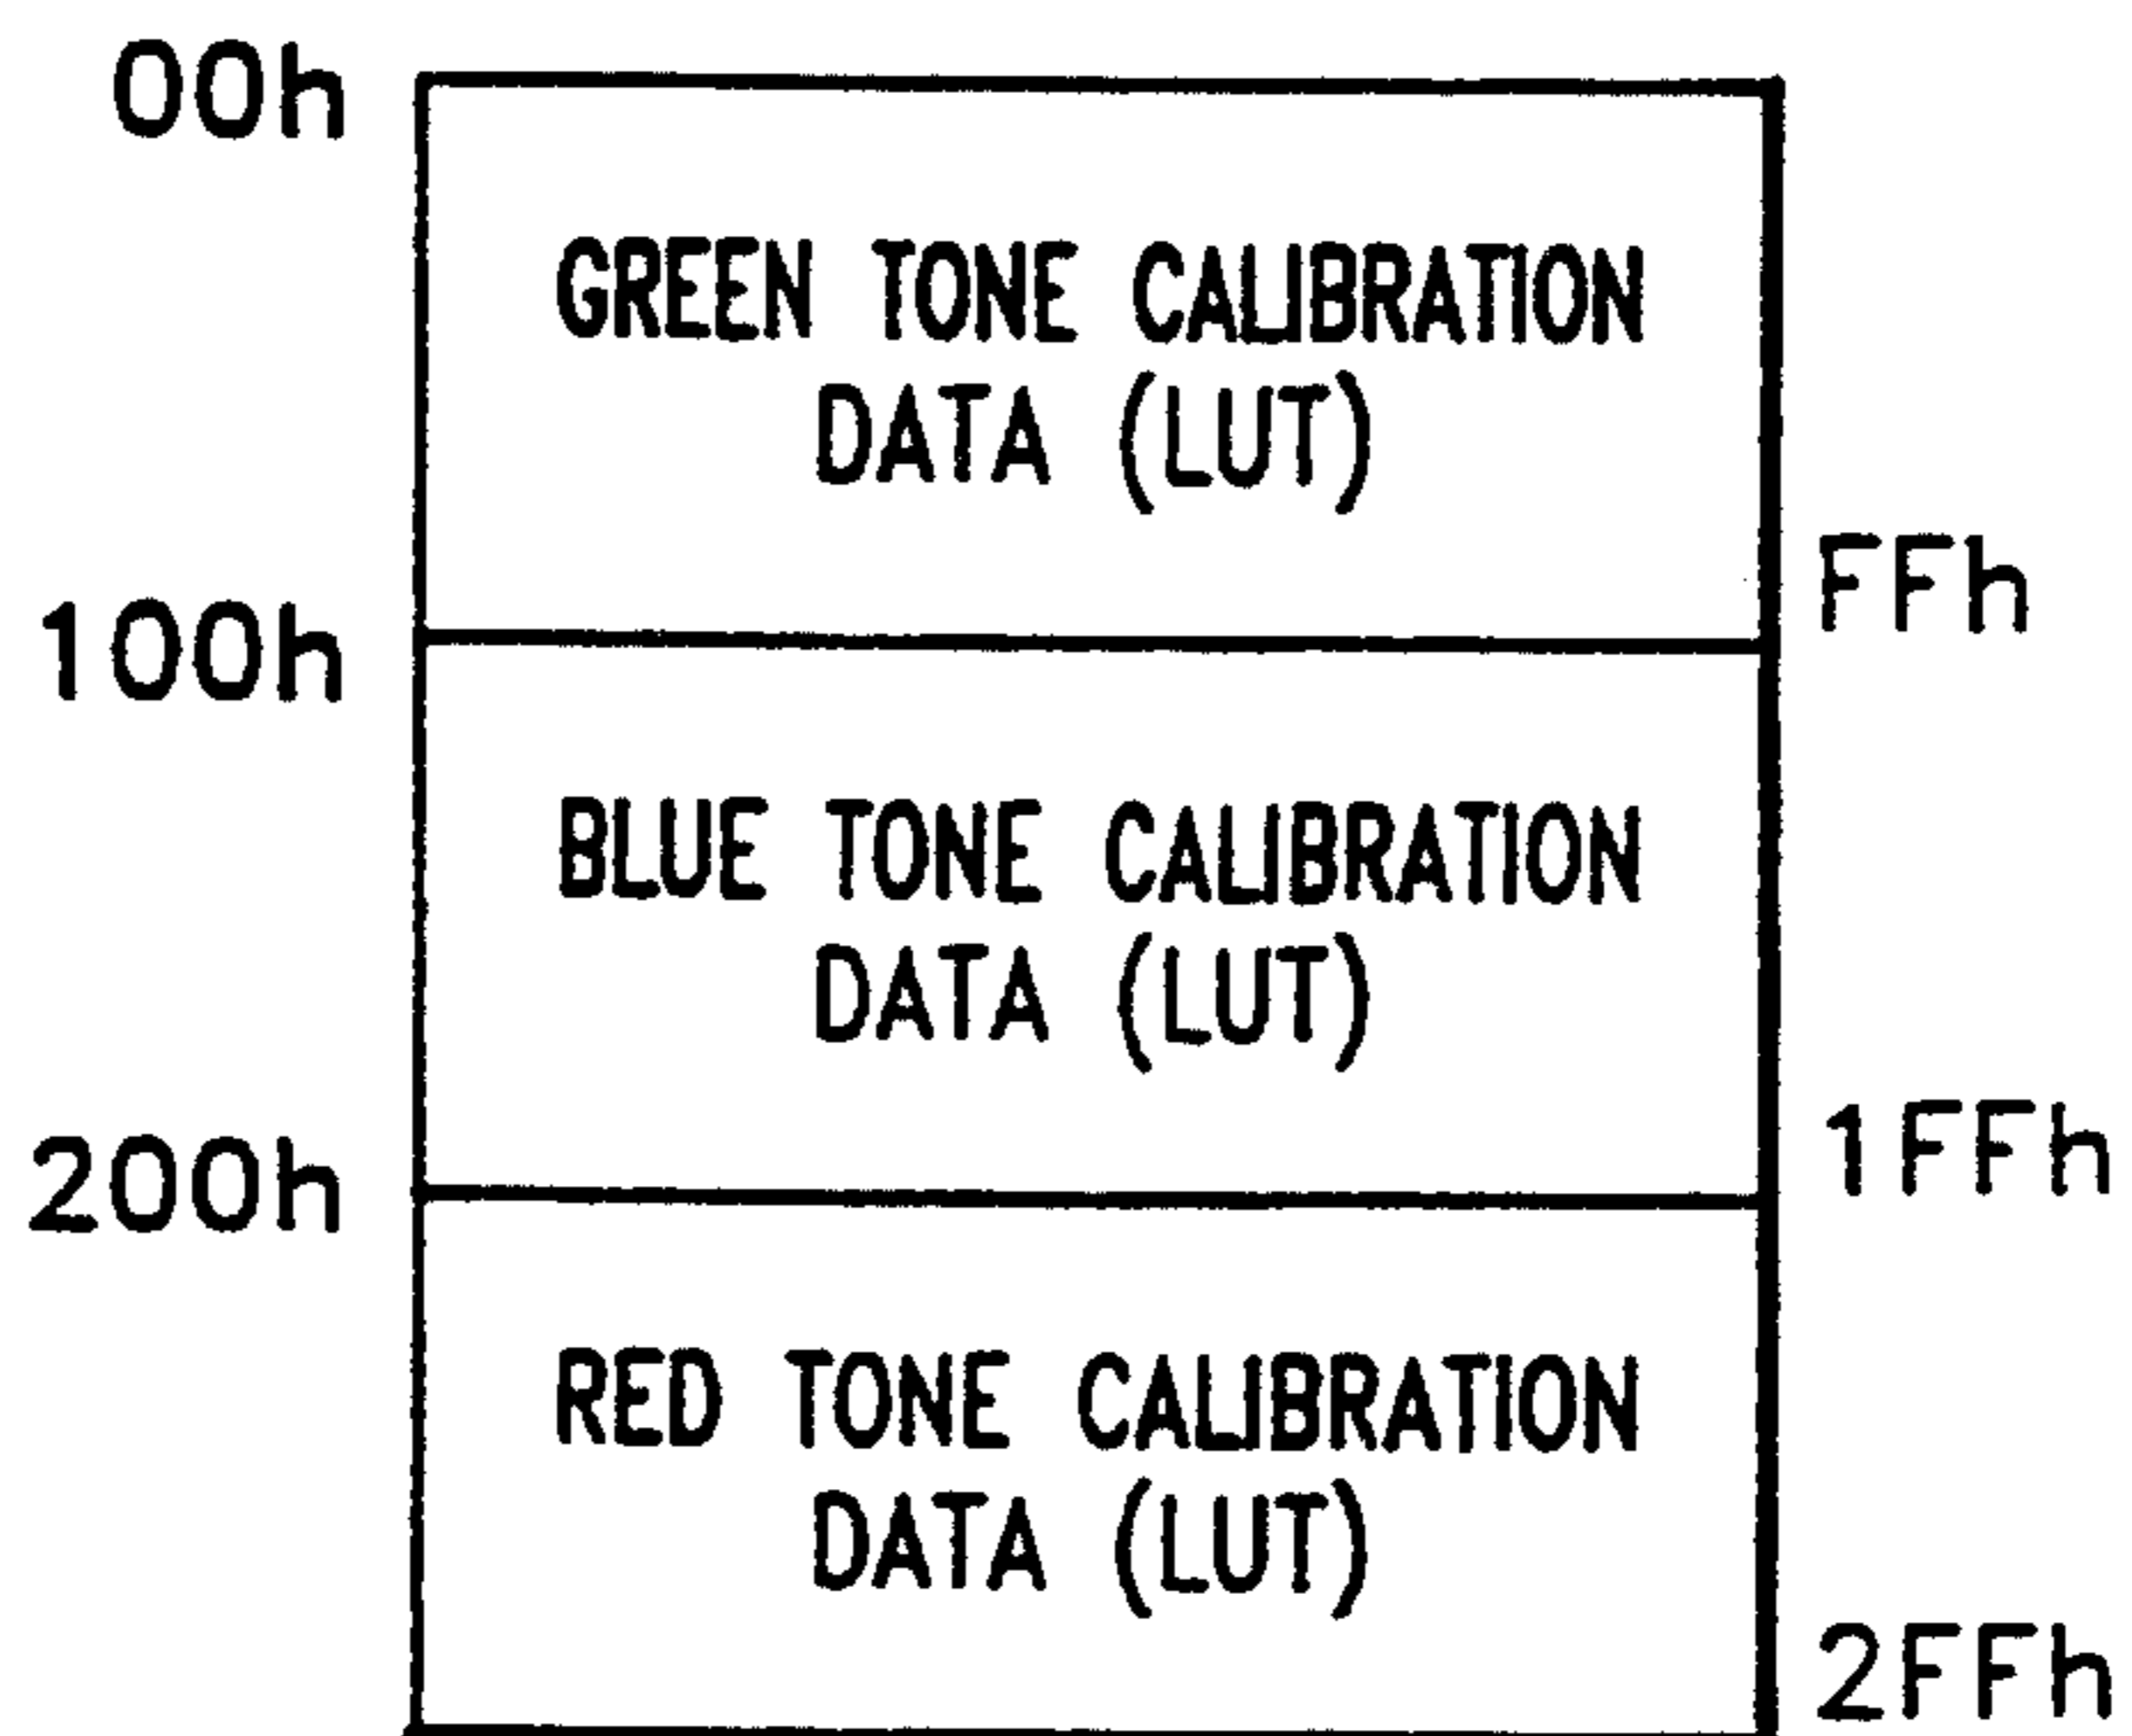 00h
GREEN TONE CALIBRATION
DATA (LUT)
FFh
100h
BLUE TONE CALIBRATION
DATA (LUT)
1FFh
200h
RED TONE CALIBRATION
DATA (LUT)
2FFh